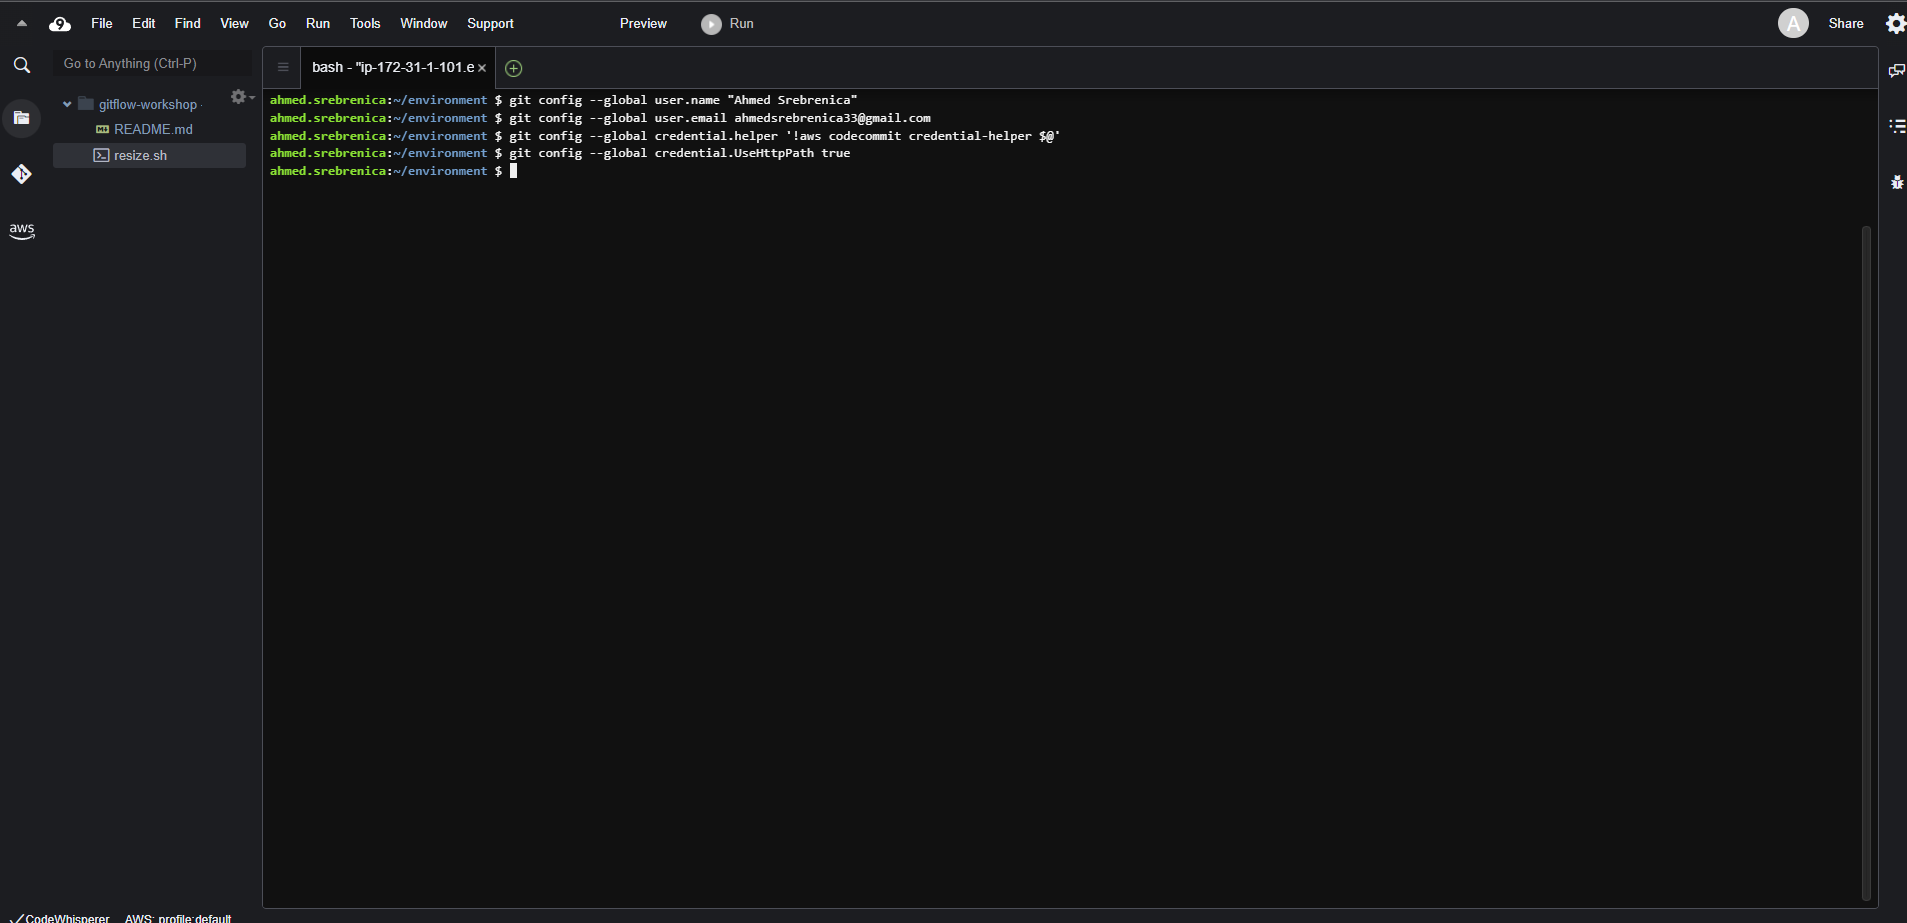 File Edit Find View Go Run Tools Window Support Preview Run A Share
Go to Anything (Ctrl-P)
bash - "ip-172-31-1-101.e ×
gitflow-workshop
README.md
resize.sh
aws
ahmed.srebrenica:~/environment $ git config --global user.name "Ahmed Srebrenica"
ahmed.srebrenica:~/environment $ git config --global user.email ahmedsrebrenica33@gmail.com
ahmed.srebrenica:~/environment $ git config --global credential.helper '!aws codecommit credential-helper $@'
ahmed.srebrenica:~/environment $ git config --global credential.UseHttpPath true
ahmed.srebrenica:~/environment $
CodeWhisperer AWS: profile:default